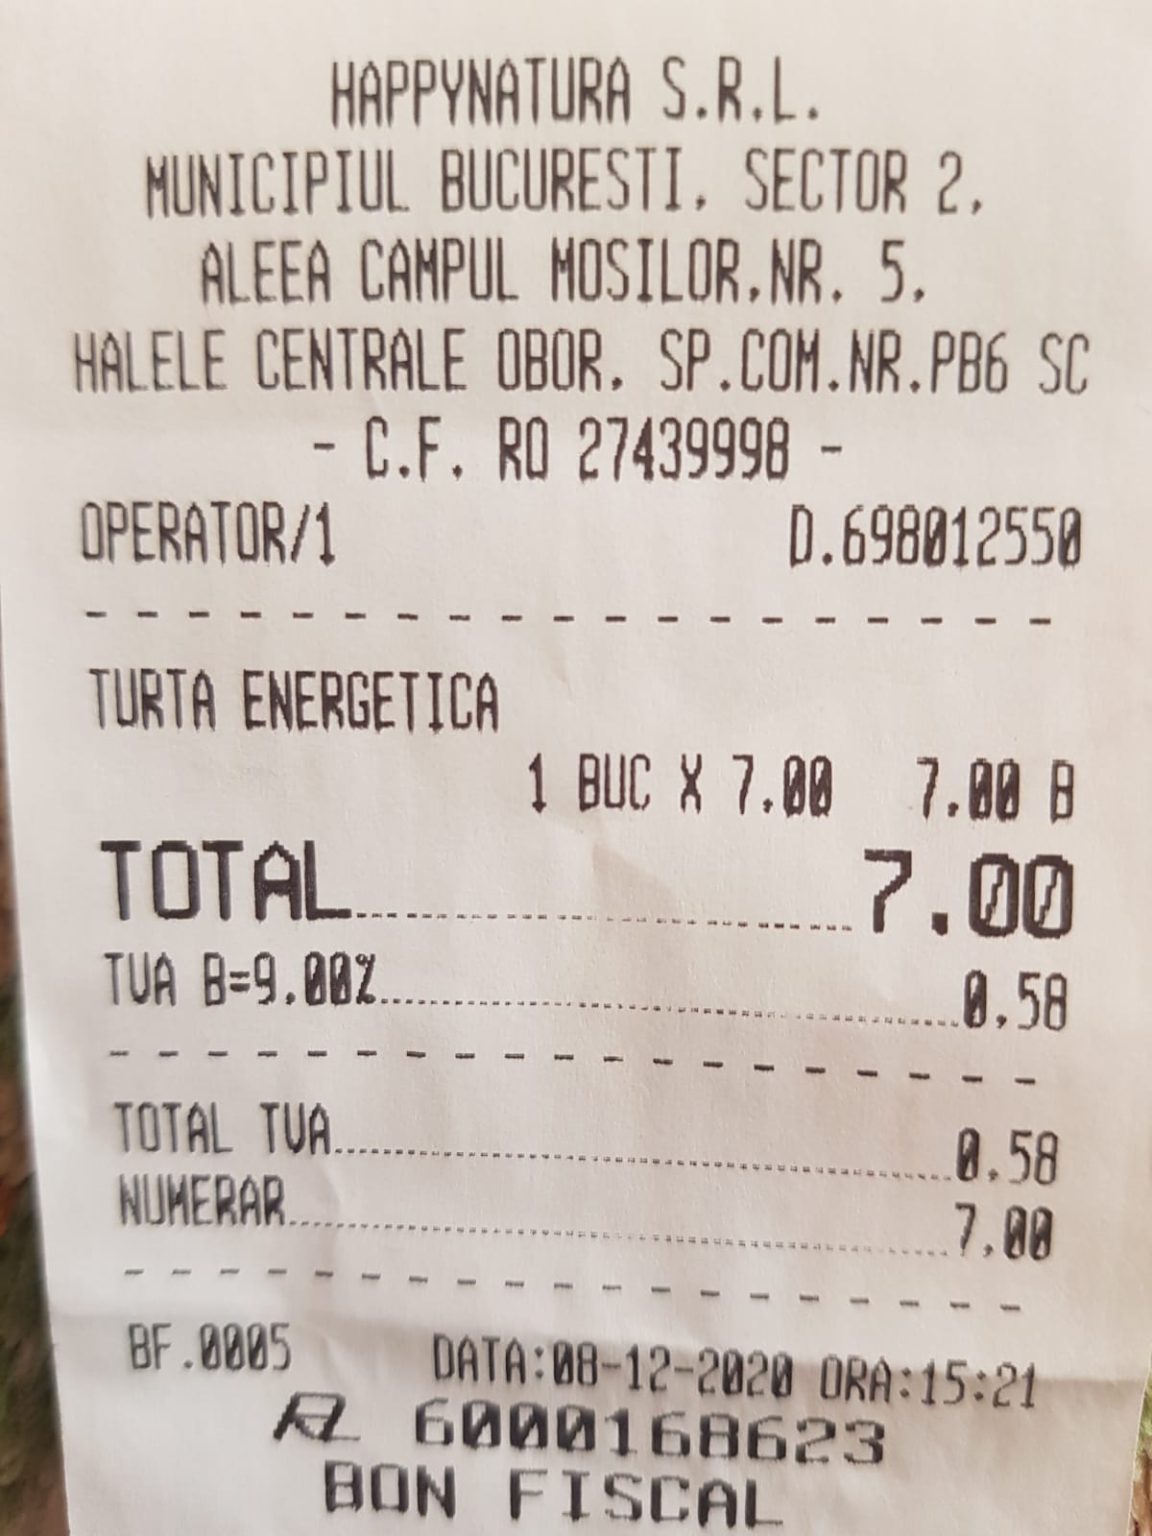 HAPPYNATURA S.R.L.
MUNICIPIUL BUCURESTI, SECTOR 2,
ALEEA CAMPUL MOSILOR,NR. 5,
HALELE CENTRALE OBOR, SP.COM.NR.PB6 SC
- C.F. RO 27439998 -
OPERATOR/1 D.698012550
TURTA ENERGETICA
1 BUC X 7.00 7.00 B
TOTAL 7.00
TVA B=9.00% 0.58
TOTAL TVA 0.58
NUMERAR 7.00
BF.0005 DATA:08-12-2020 ORA:15:21
6000168623
BON FISCAL